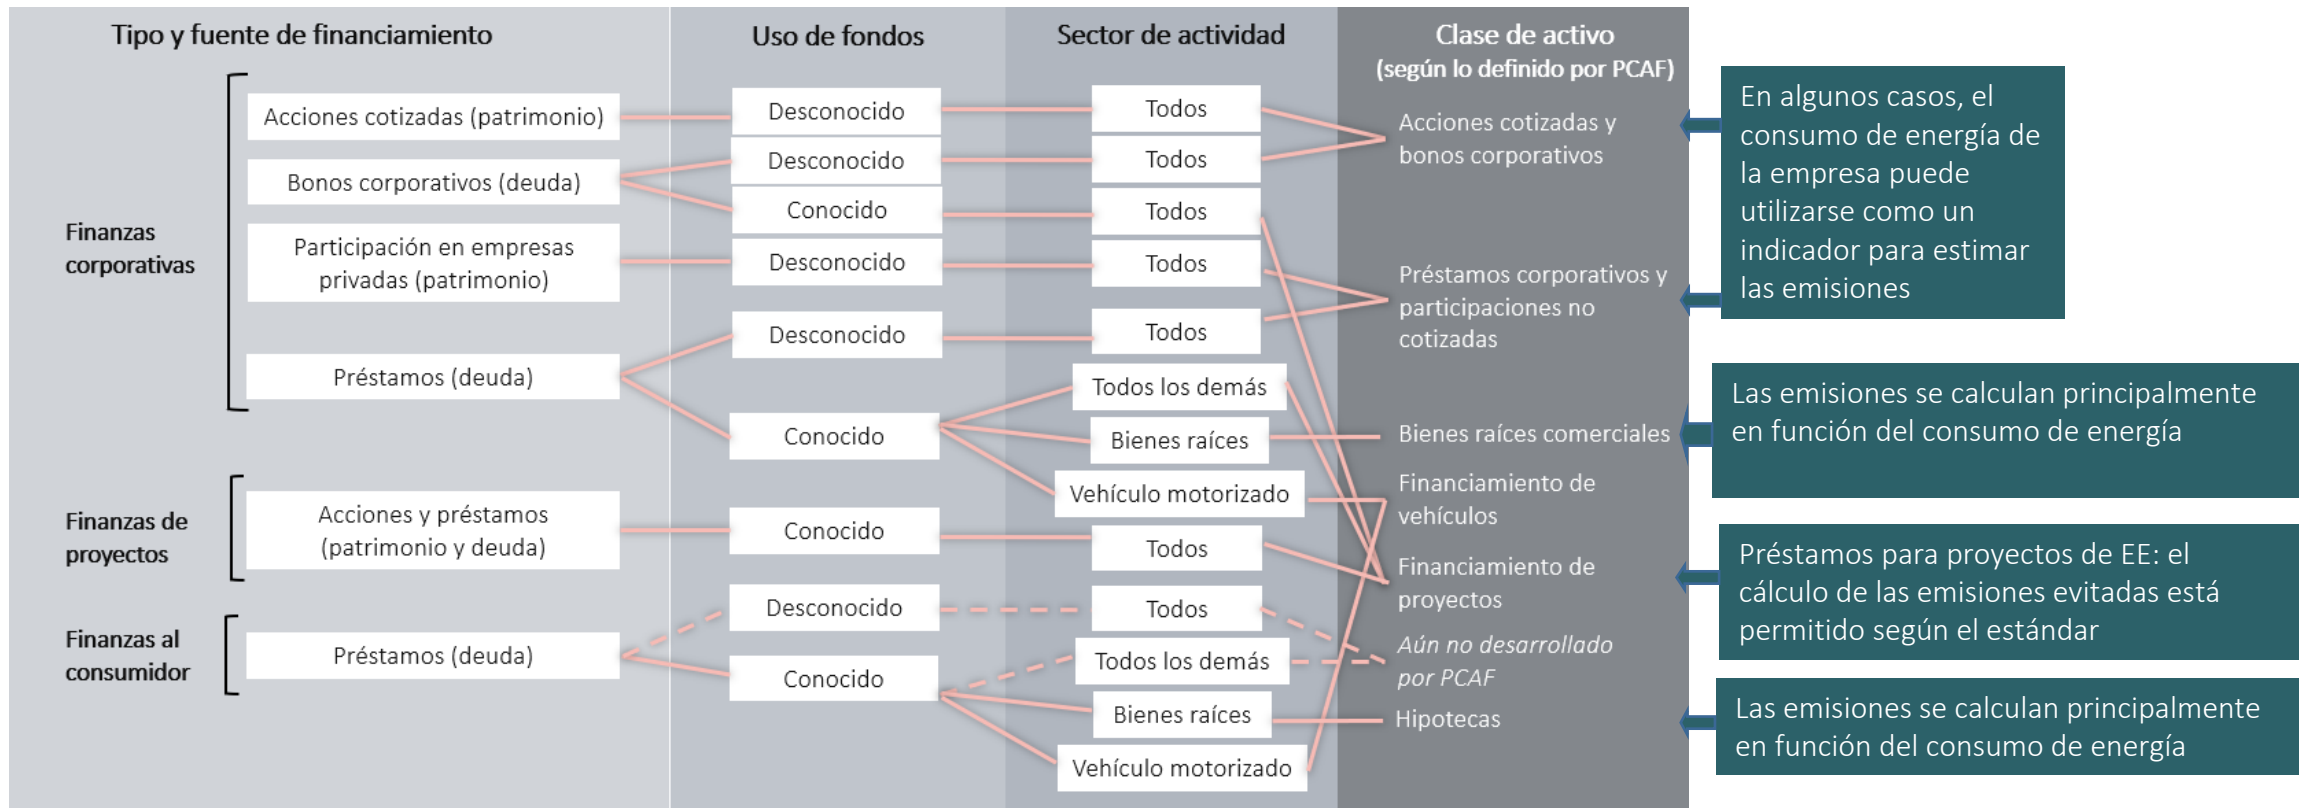 Tipo y fuente de financiamiento
Uso de fondos
Sector de actividad
Clase de activo
(según lo definido por PCAF)
Finanzas
corporativas
Acciones cotizadas (patrimonio)
Desconocido
Todos
Bonos corporativos (deuda)
Desconocido
Todos
Conocido
Todos
Participación en empresas
privadas (patrimonio)
Desconocido
Todos
Préstamos (deuda)
Desconocido
Todos
Conocido
Todos los demás
Bienes raíces
Vehículo motorizado
Finanzas de
proyectos
Acciones y préstamos
(patrimonio y deuda)
Conocido
Todos
Finanzas al
consumidor
Préstamos (deuda)
Desconocido
Todos
Conocido
Todos los demás
Bienes raíces
Vehículo motorizado
Acciones cotizadas y
bonos corporativos
Préstamos corporativos y
participaciones no
cotizadas
Bienes raíces comerciales
Financiamiento de
vehículos
Financiamiento de
proyectos
Aún no desarrollado
por PCAF
Hipotecas
En algunos casos, el
consumo de energía de
la empresa puede
utilizarse como un
indicador para estimar
las emisiones
Las emisiones se calculan principalmente
en función del consumo de energía
Préstamos para proyectos de EE: el
cálculo de las emisiones evitadas está
permitido según el estándar
Las emisiones se calculan principalmente
en función del consumo de energía